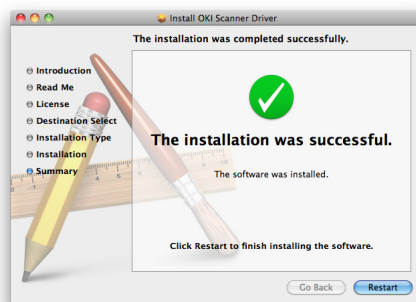 Install OKI Scanner Driver
The installation was completed successfully.
Introduction
Read Me
License
Destination Select
Installation Type
Installation
Summary
The installation was successful.
The software was installed.
Click Restart to finish installing the software.
Go Back
Restart